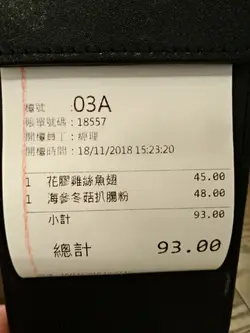 檯號 : 03A
賬單號碼 : 18557
開檯員工 : 經理
開檯時間 : 18/11/2018 15:23:20
1 花膠雞絲魚翅 45.00
1 海參冬菇扒腸粉 48.00
小計 93.00
總計 93.00